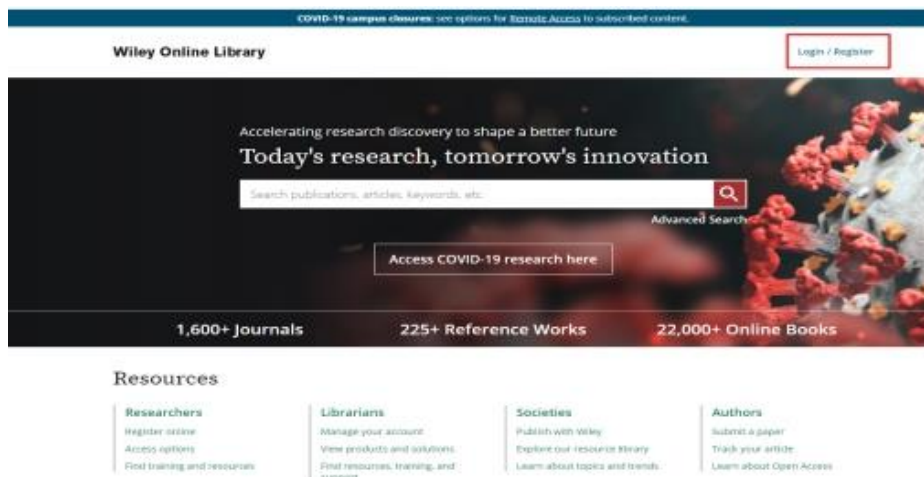 COVID-19 campus closures: see options for Remote Access to subscribed content.
Wiley Online Library
Login / Register
Accelerating research discovery to shape a better future
Today's research, tomorrow's innovation
Search publications, articles, keywords, etc.
Advanced Search
Access COVID-19 research here
1,600+ Journals 225+ Reference Works 22,000+ Online Books
Resources
Researchers Librarians Societies Authors
Register online Manage your account Publish with Wiley Submit a paper
Access options View products and solutions Explore our resource library Track your article
Find training and resources Find resources, training, and Learn about topics and trends Learn about Open Access
support